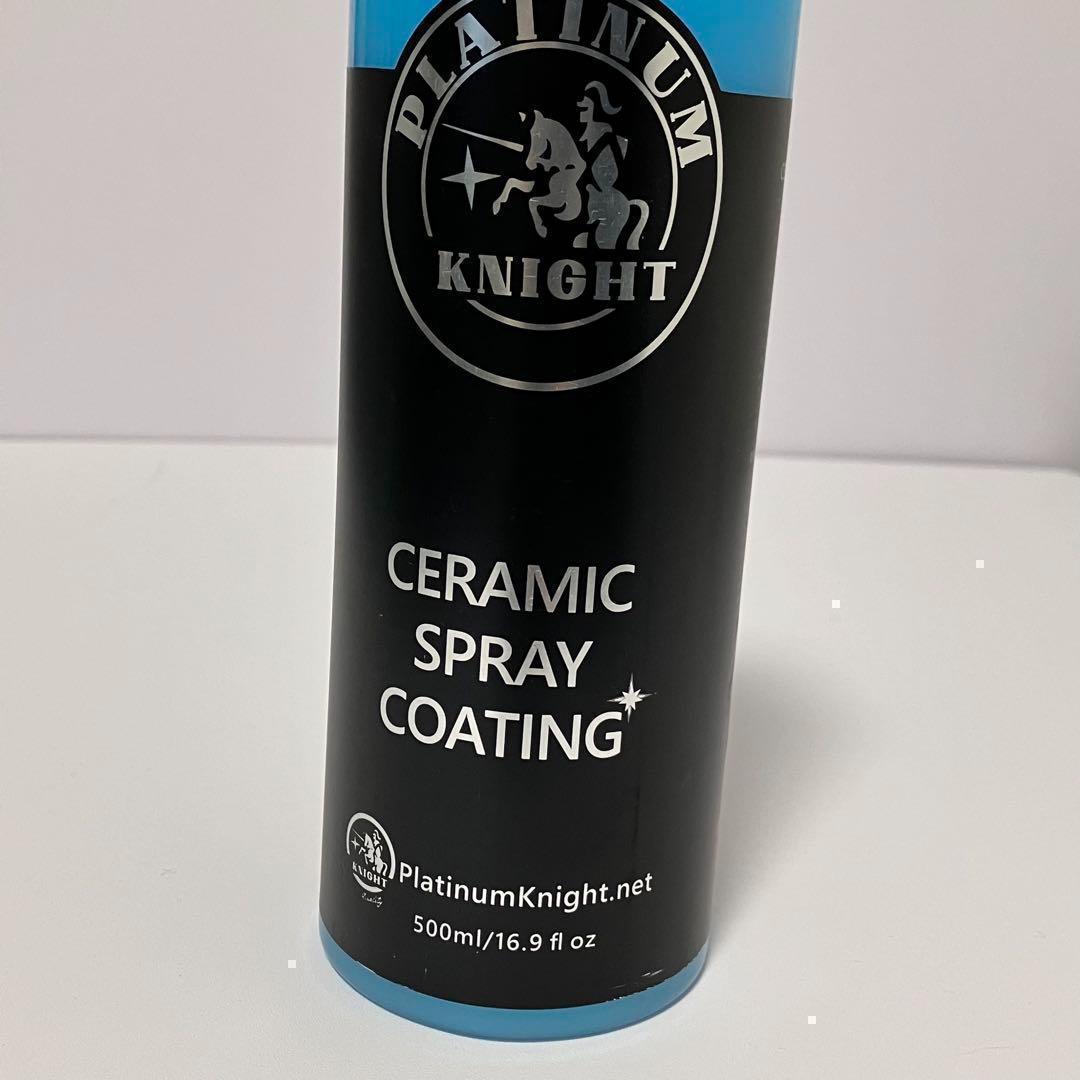 PLATINUM
KNIGHT
CERAMIC
SPRAY
COATING
KNIGHT
PlatinumKnight.net
500ml/16.9 fl oz